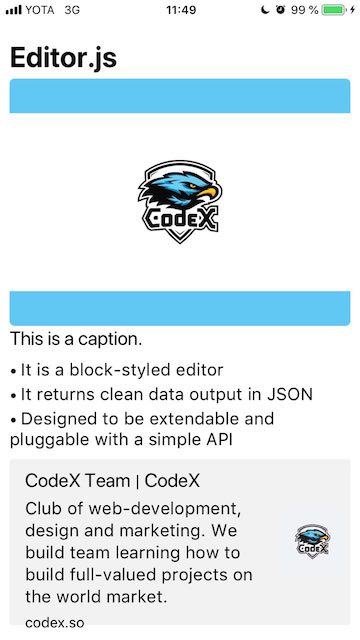 YOTA 3G 11:49 99 %
Editor.js
CodeX
This is a caption.
• It is a block-styled editor
• It returns clean data output in JSON
• Designed to be extendable and
pluggable with a simple API
CodeX Team | CodeX
Club of web-development,
design and marketing. We
build team learning how to
build full-valued projects on
the world market.
CodeX
codex.so